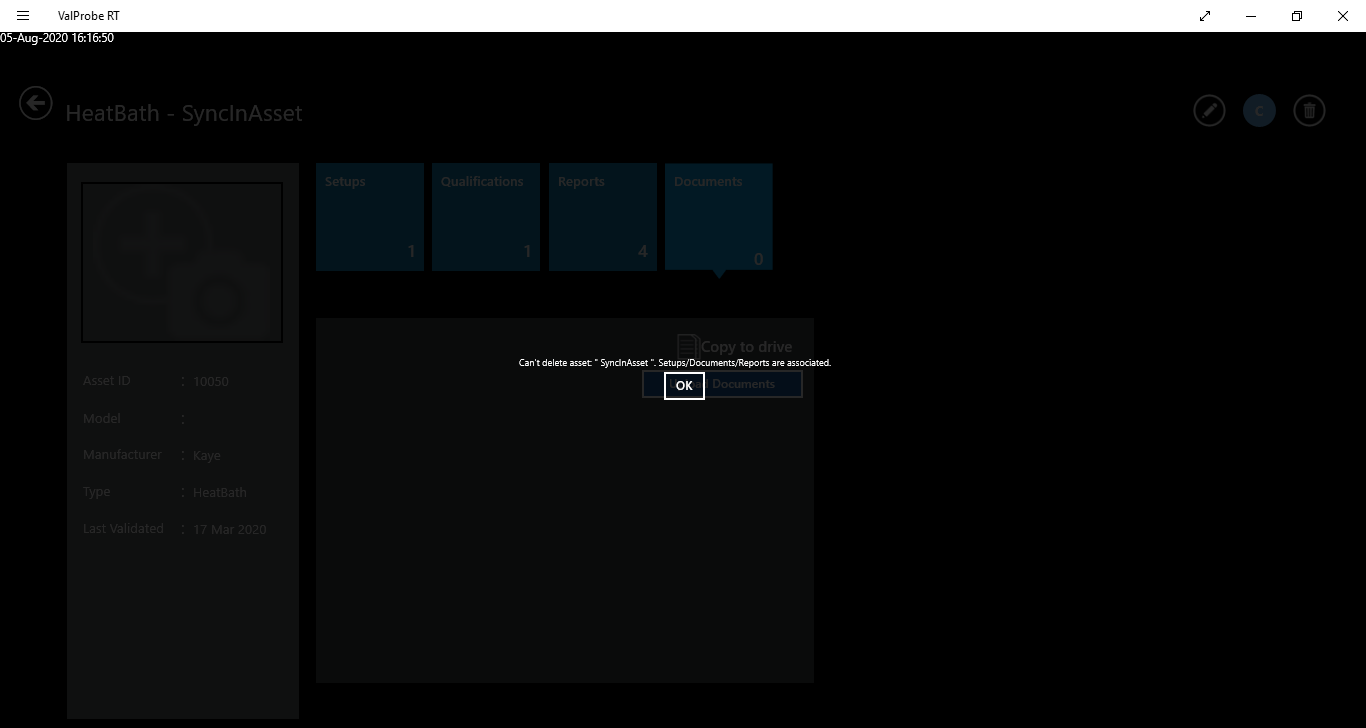 ValProbe RT
05-Aug-2020 16:16:50
HeatBath - SyncInAsset
C
Setups
1
Qualifications
1
Reports
4
Documents
0
Copy to drive
Can't delete asset: " SyncInAsset ", Setups/Documents/Reports are associated.
OK
Documents
Asset ID : 10050
Model :
Manufacturer : Kaye
Type : HeatBath
Last Validated : 17 Mar 2020